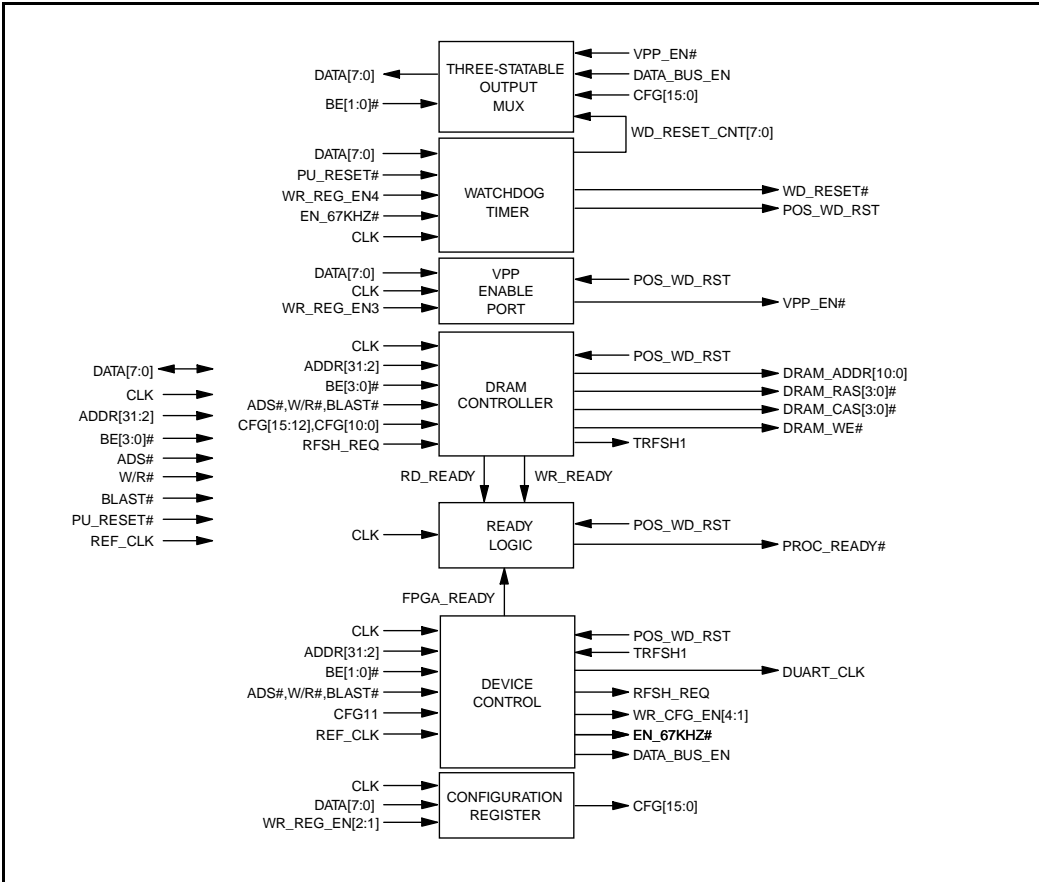 THREE-STATABLE
OUTPUT
MUX
DATA[7:0]
BE[1:0]#
VPP_EN#
DATA_BUS_EN
CFG[15:0]
WD_RESET_CNT[7:0]
WATCHDOG
TIMER
DATA[7:0]
PU_RESET#
WR_REG_EN4
EN_67KHZ#
CLK
WD_RESET#
POS_WD_RST
VPP
ENABLE
PORT
DATA[7:0]
CLK
WR_REG_EN3
POS_WD_RST
VPP_EN#
DATA[7:0]
CLK
ADDR[31:2]
BE[3:0]#
ADS#
W/R#
BLAST#
PU_RESET#
REF_CLK
DRAM
CONTROLLER
CLK
ADDR[31:2]
BE[3:0]#
ADS#,W/R#,BLAST#
CFG[15:12],CFG[10:0]
RFSH_REQ
POS_WD_RST
DRAM_ADDR[10:0]
DRAM_RAS[3:0]#
DRAM_CAS[3:0]#
DRAM_WE#
TRFSH1
RD_READY
WR_READY
READY
LOGIC
CLK
POS_WD_RST
PROC_READY#
FPGA_READY
DEVICE
CONTROL
CLK
ADDR[31:2]
BE[1:0]#
ADS#,W/R#,BLAST#
CFG11
REF_CLK
POS_WD_RST
TRFSH1
DUART_CLK
RFSH_REQ
WR_CFG_EN[4:1]
EN_67KHZ#
DATA_BUS_EN
CONFIGURATION
REGISTER
CLK
DATA[7:0]
WR_REG_EN[2:1]
CFG[15:0]